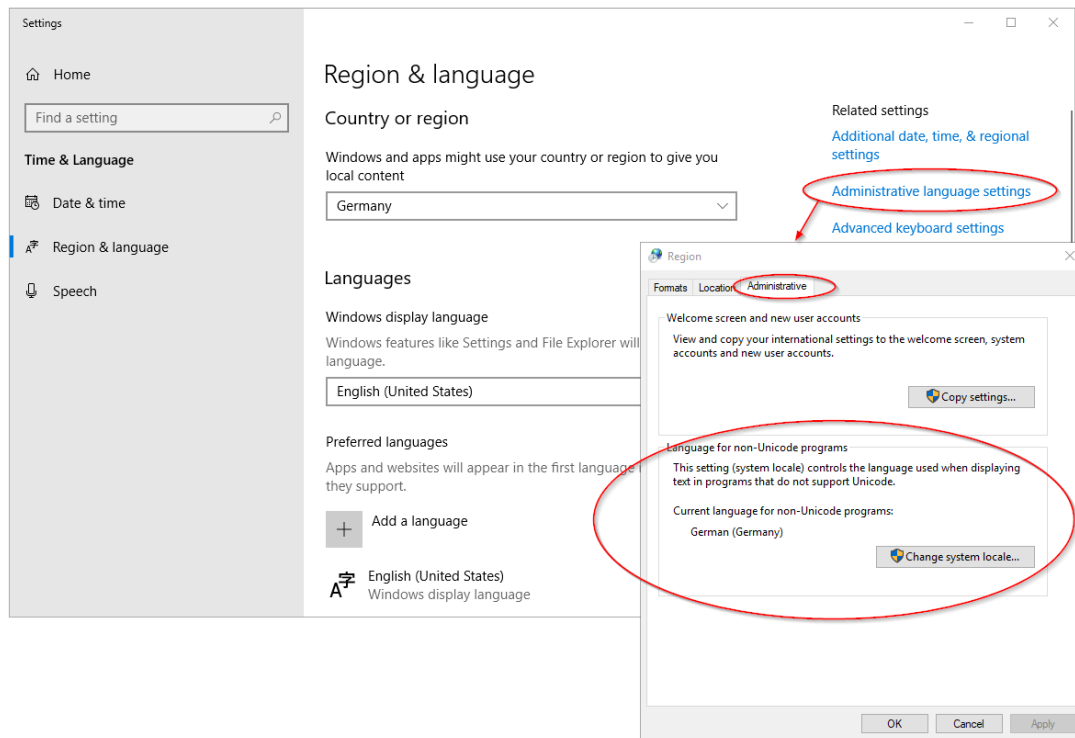 Settings
Home
Find a setting
Time & Language
Date & time
Region & language
Speech
Region & language
Country or region
Windows and apps might use your country or region to give you
local content
Germany
Languages
Windows display language
Windows features like Settings and File Explorer will
language.
English (United States)
Preferred languages
Apps and websites will appear in the first language
they support.
Add a language
English (United States)
Windows display language
Related settings
Additional date, time, & regional
settings
Administrative language settings
Advanced keyboard settings
Region
Formats Location Administrative
Welcome screen and new user accounts
View and copy your international settings to the welcome screen, system
accounts and new user accounts.
Copy settings...
Language for non-Unicode programs
This setting (system locale) controls the language used when displaying
text in programs that do not support Unicode.
Current language for non-Unicode programs:
German (Germany)
Change system locale...
OK Cancel Apply